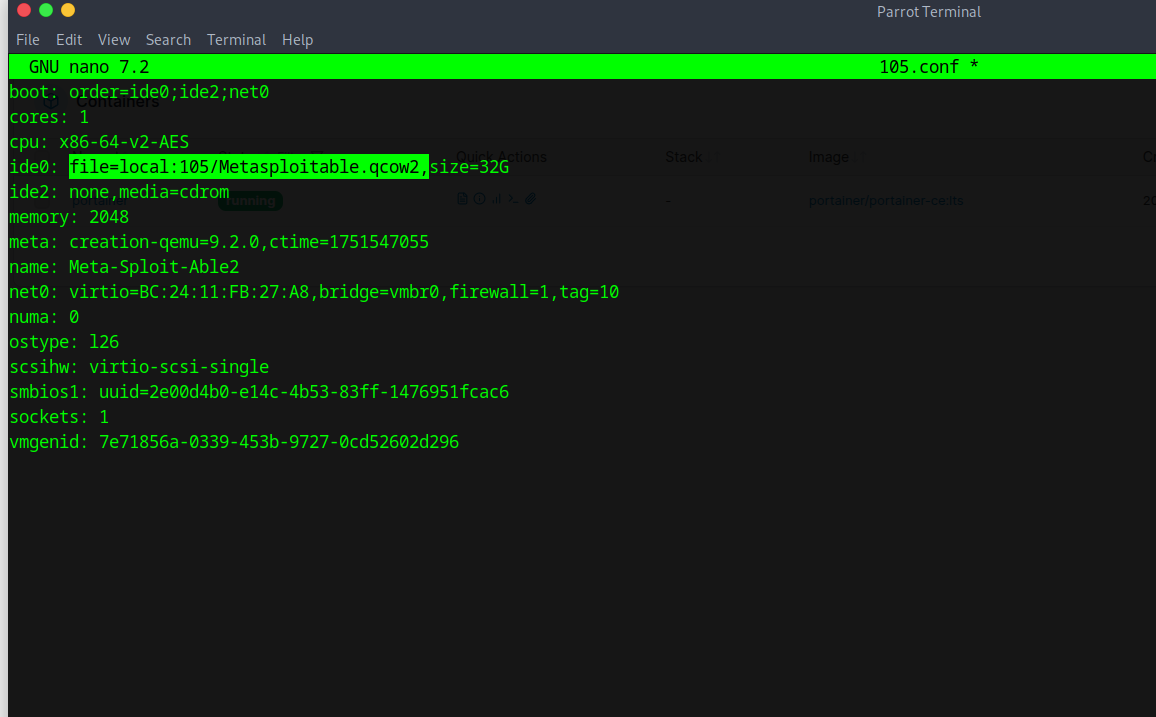 Parrot Terminal
File Edit View Search Terminal Help
GNU nano 7.2 105.conf *
boot: order=ide0;ide2;net0
Containers
cores: 1
cpu: x86-64-v2-AES
Quick Actions Stack Image
ide0: file=local:105/Metasploitable.qcow2,size=32G
ide2: none,media=cdrom
running - portainer/portainer-ce:lts 20
memory: 2048
meta: creation-qemu=9.2.0,ctime=1751547055
name: Meta-Sploit-Able2
net0: virtio=BC:24:11:FB:27:A8,bridge=vmbr0,firewall=1,tag=10
numa: 0
ostype: l26
scsihw: virtio-scsi-single
smbios1: uuid=2e00d4b0-e14c-4b53-83ff-1476951fcac6
sockets: 1
vmgenid: 7e71856a-0339-453b-9727-0cd52602d296